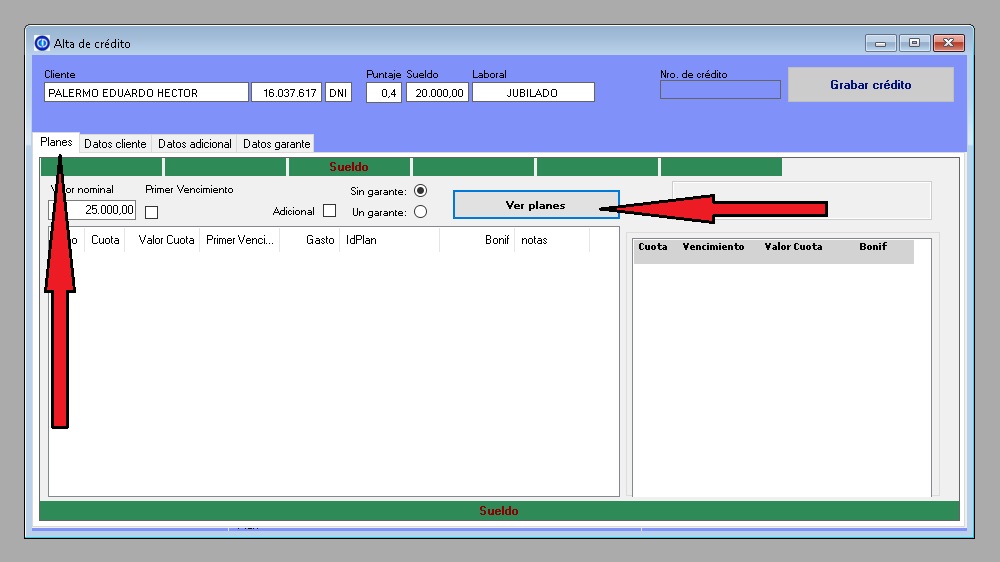 Alta de crédito
Cliente Puntaje Sueldo Laboral Nro. de crédito
PALERMO EDUARDO HECTOR 16.037.617 DNI 0,4 20.000,00 JUBILADO
Grabar crédito
Planes Datos cliente Datos adicional Datos garante
Sueldo
nominal Primer Vencimiento Sin garante:
25.000,00 Adicional Un garante:
Ver planes
Cuota Valor Cuota Primer Venci... Gasto IdPlan Bonif notas
Cuota Vencimiento Valor Cuota Bonif
Sueldo